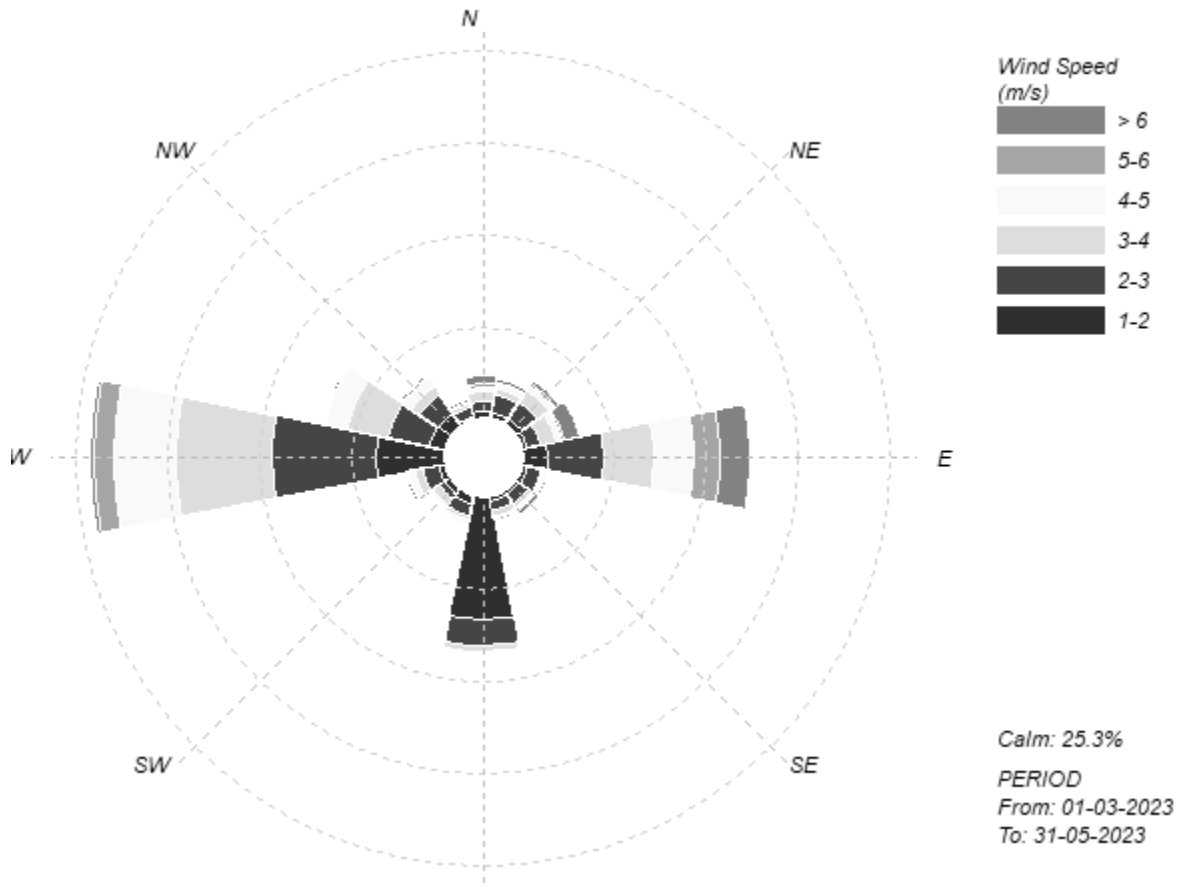 N
NW
NE
W
E
SW
SE
Wind Speed
(m/s)
> 6
5-6
4-5
3-4
2-3
1-2
Calm: 25.3%
PERIOD
From: 01-03-2023
To: 31-05-2023